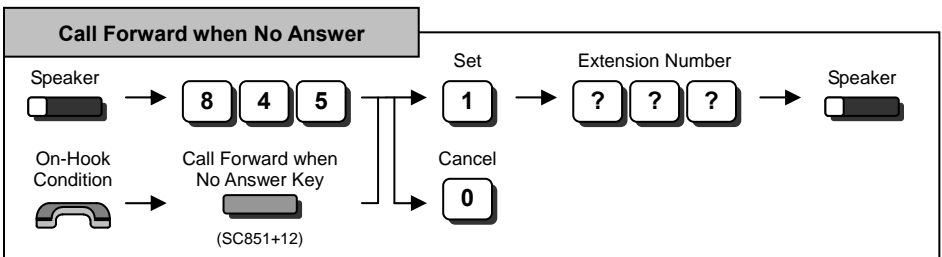 Call Forward when No Answer
Speaker
8 4 5
Set
1
Extension Number
? ? ?
Speaker
On-Hook
Condition
Call Forward when
No Answer Key
(SC851+12)
Cancel
0